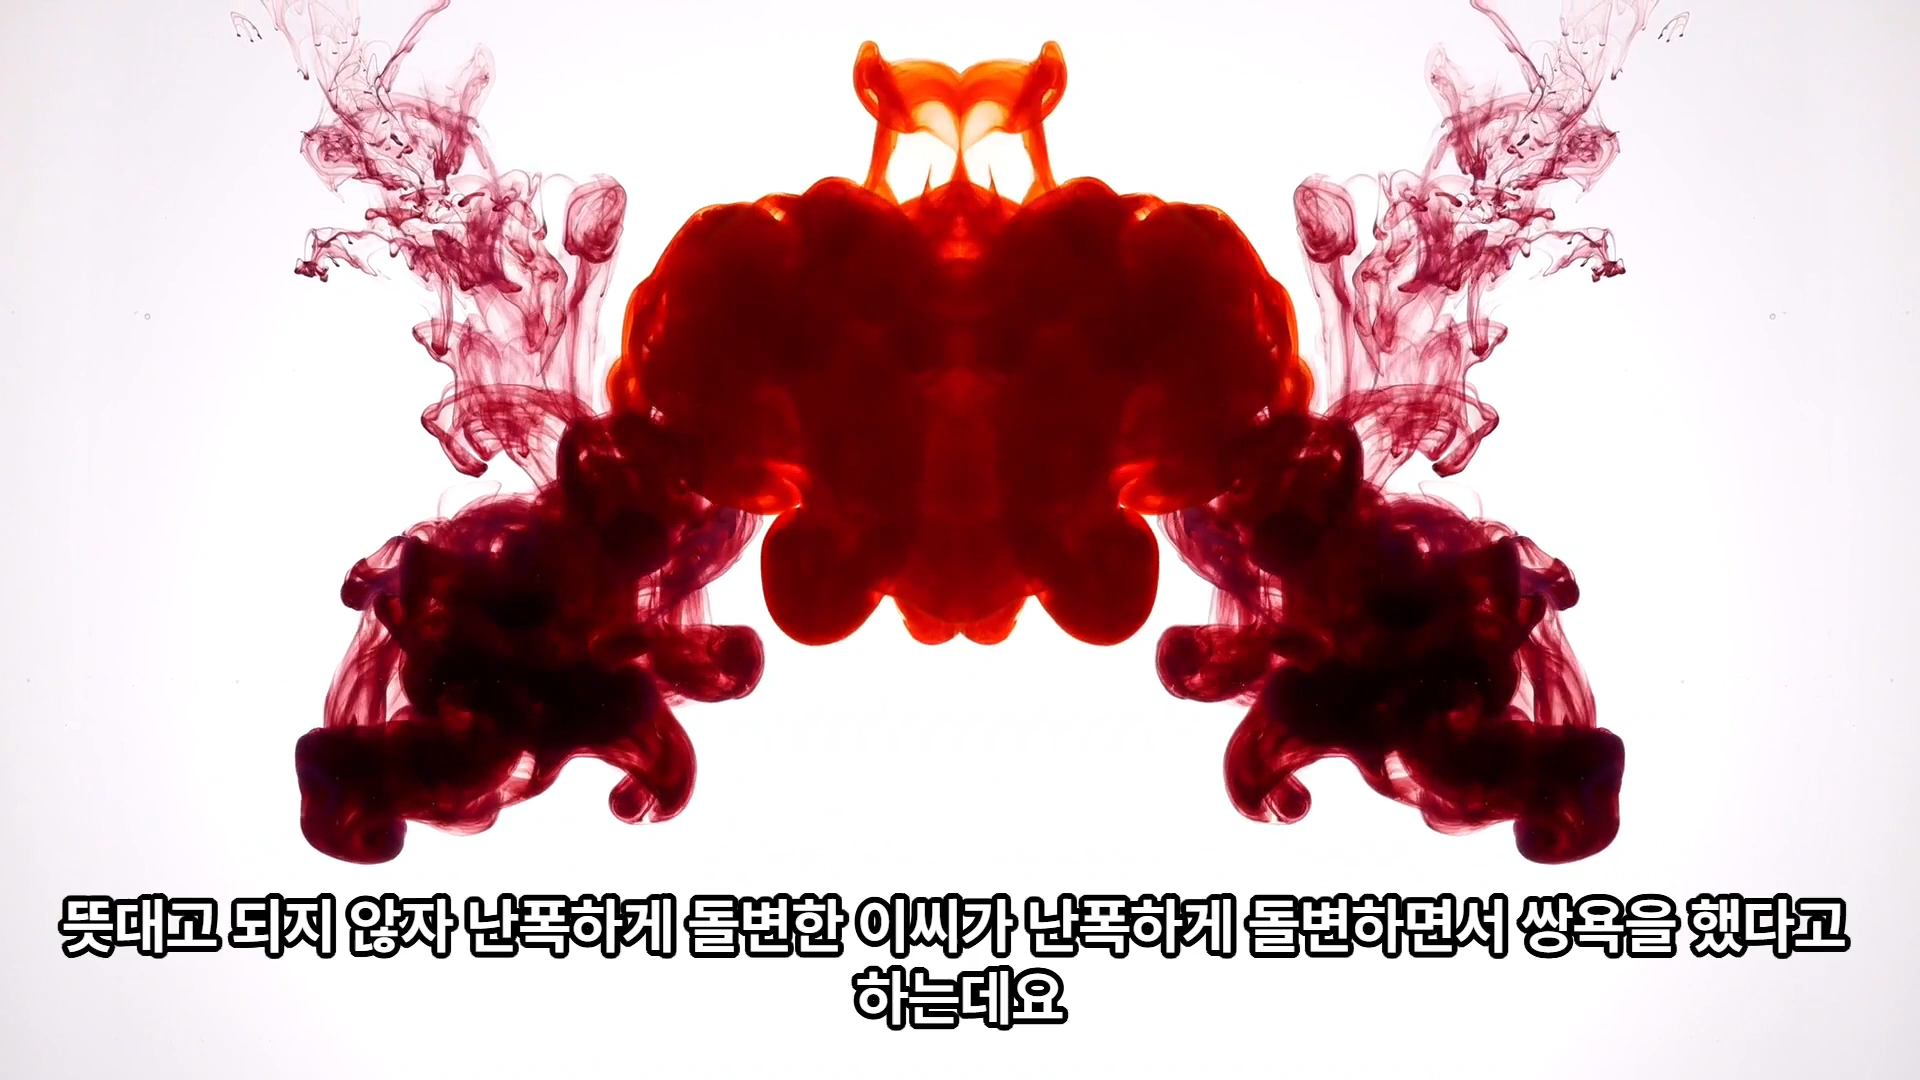 뜻대고 되지 않자 난폭하게 돌변한 이씨가 난폭하게 돌변하면서 쌍욕을 했다고
하는데요